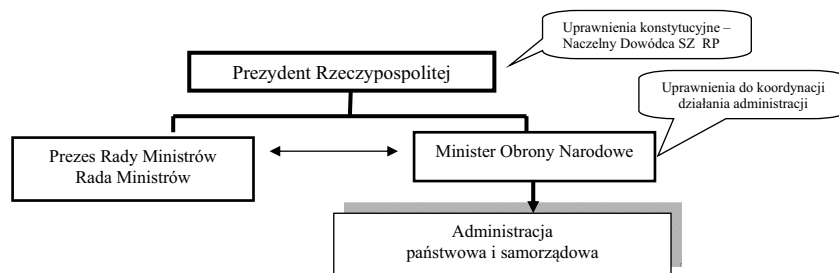 Uprawnienia konstytucyjne –
Naczelny Dowódca SZ RP
Prezydent Rzeczypospolitej
Uprawnienia do koordynacji
działania administracji
Prezes Rady Ministrów
Rada Ministrów
Minister Obrony Narodowe
Administracja
państwowa i samorządowa